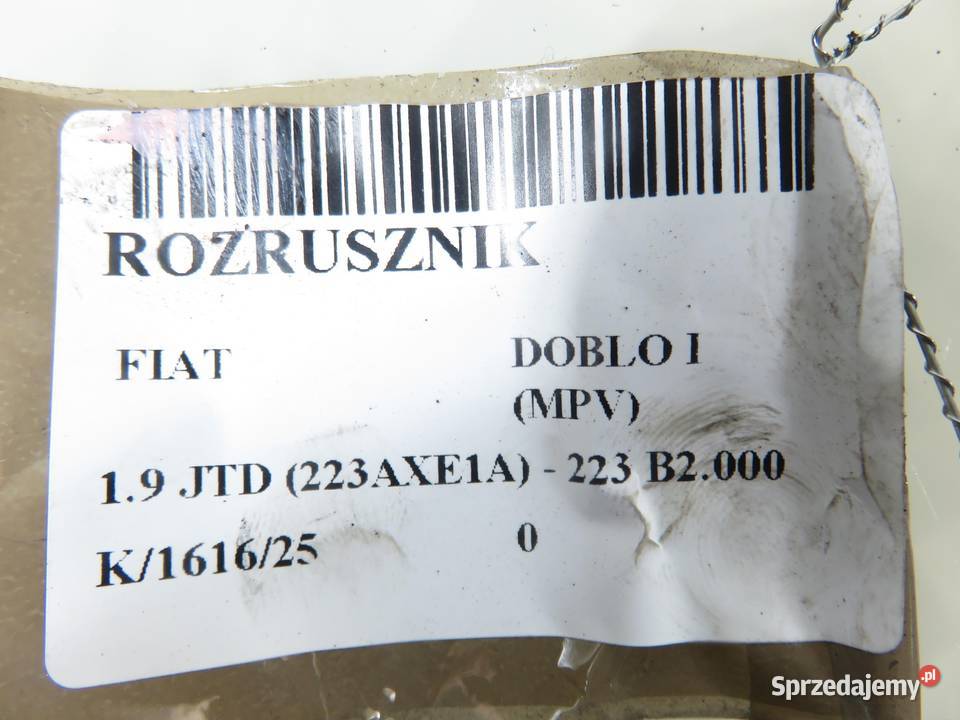 ROZRUSZNIK
FIAT
DOBLO I
(MPV)
1.9 JTD (223AXE1A) - 223 B2.000
K/1616/25
0
Sprzedajemy.pl